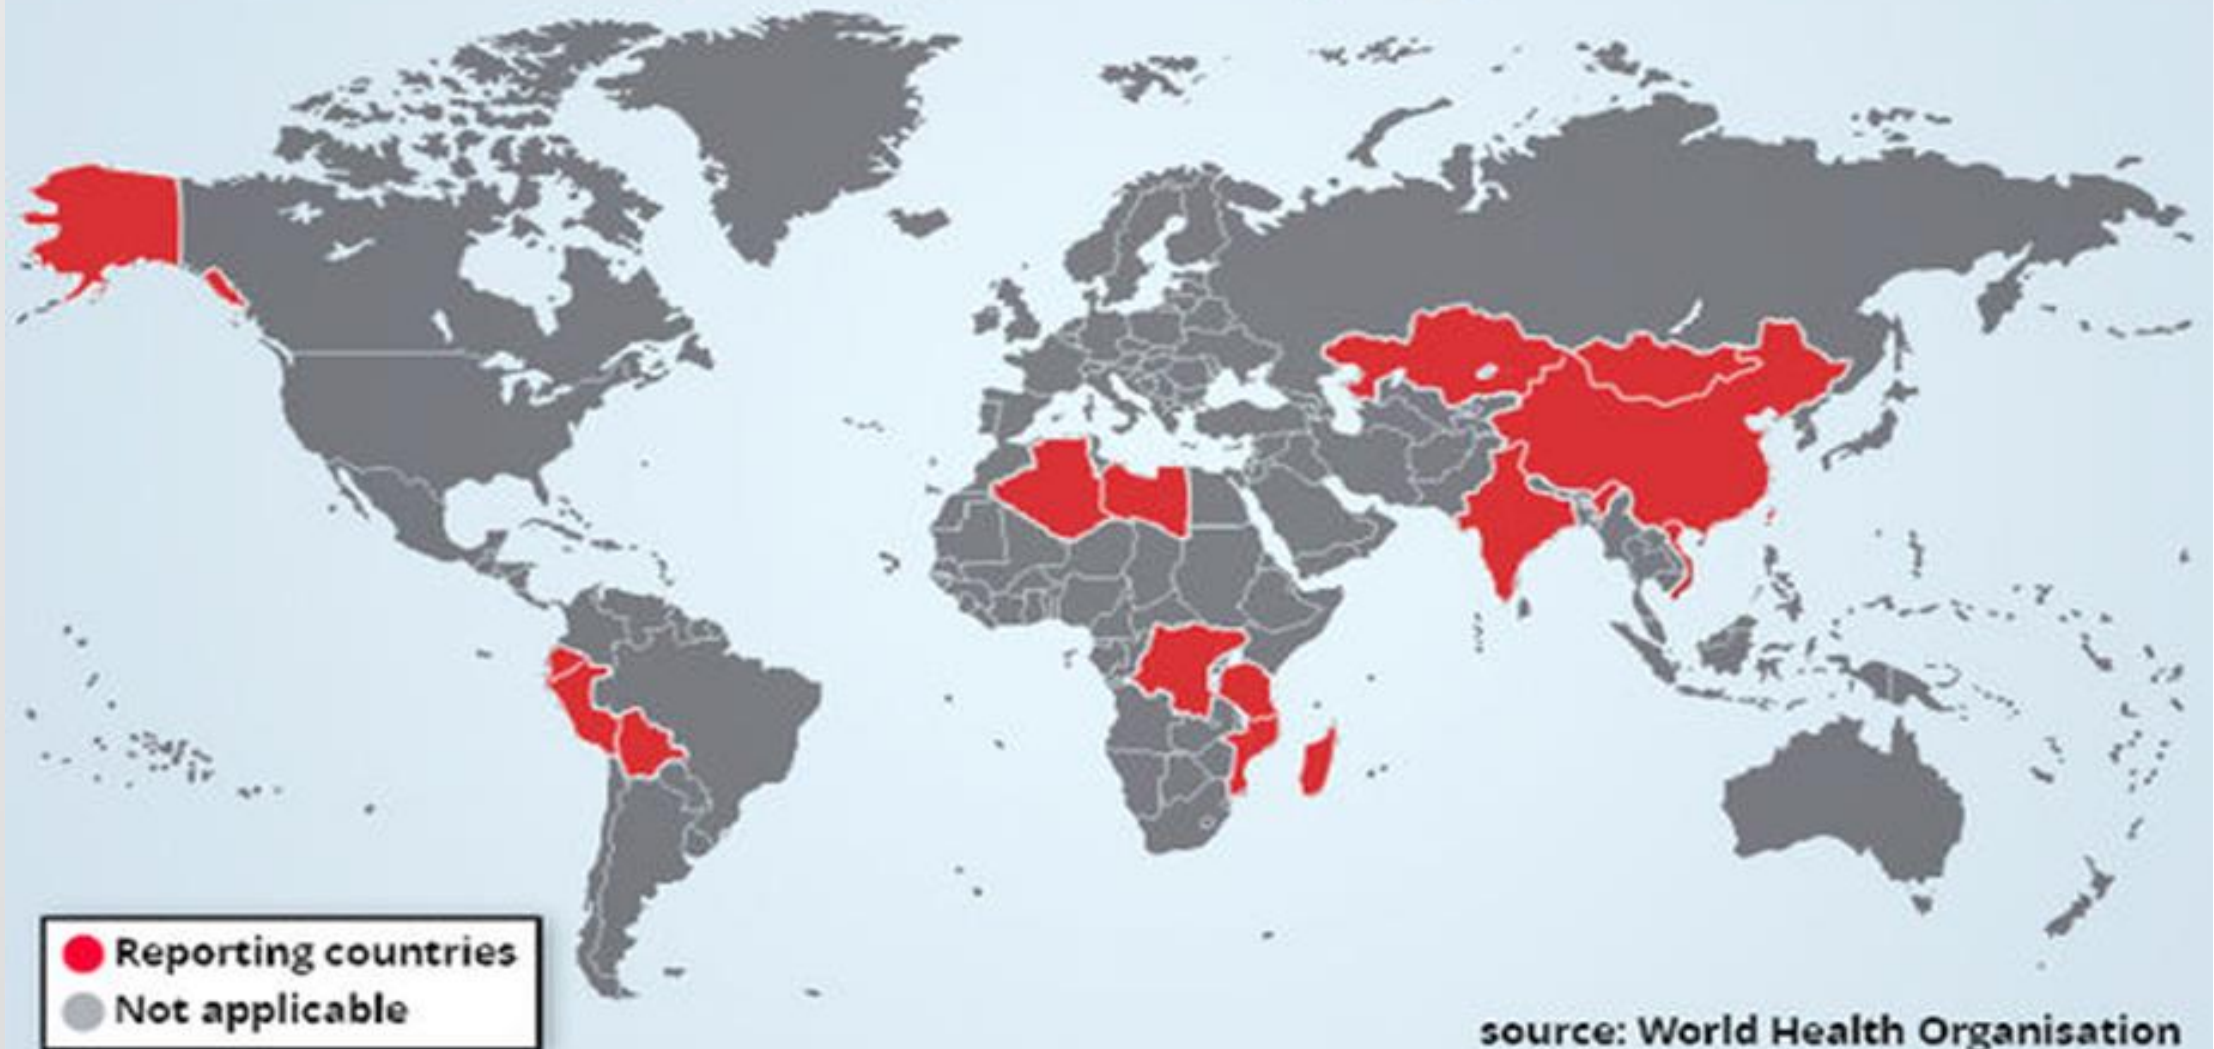 Reporting countries
Not applicable
source: World Health Organisation